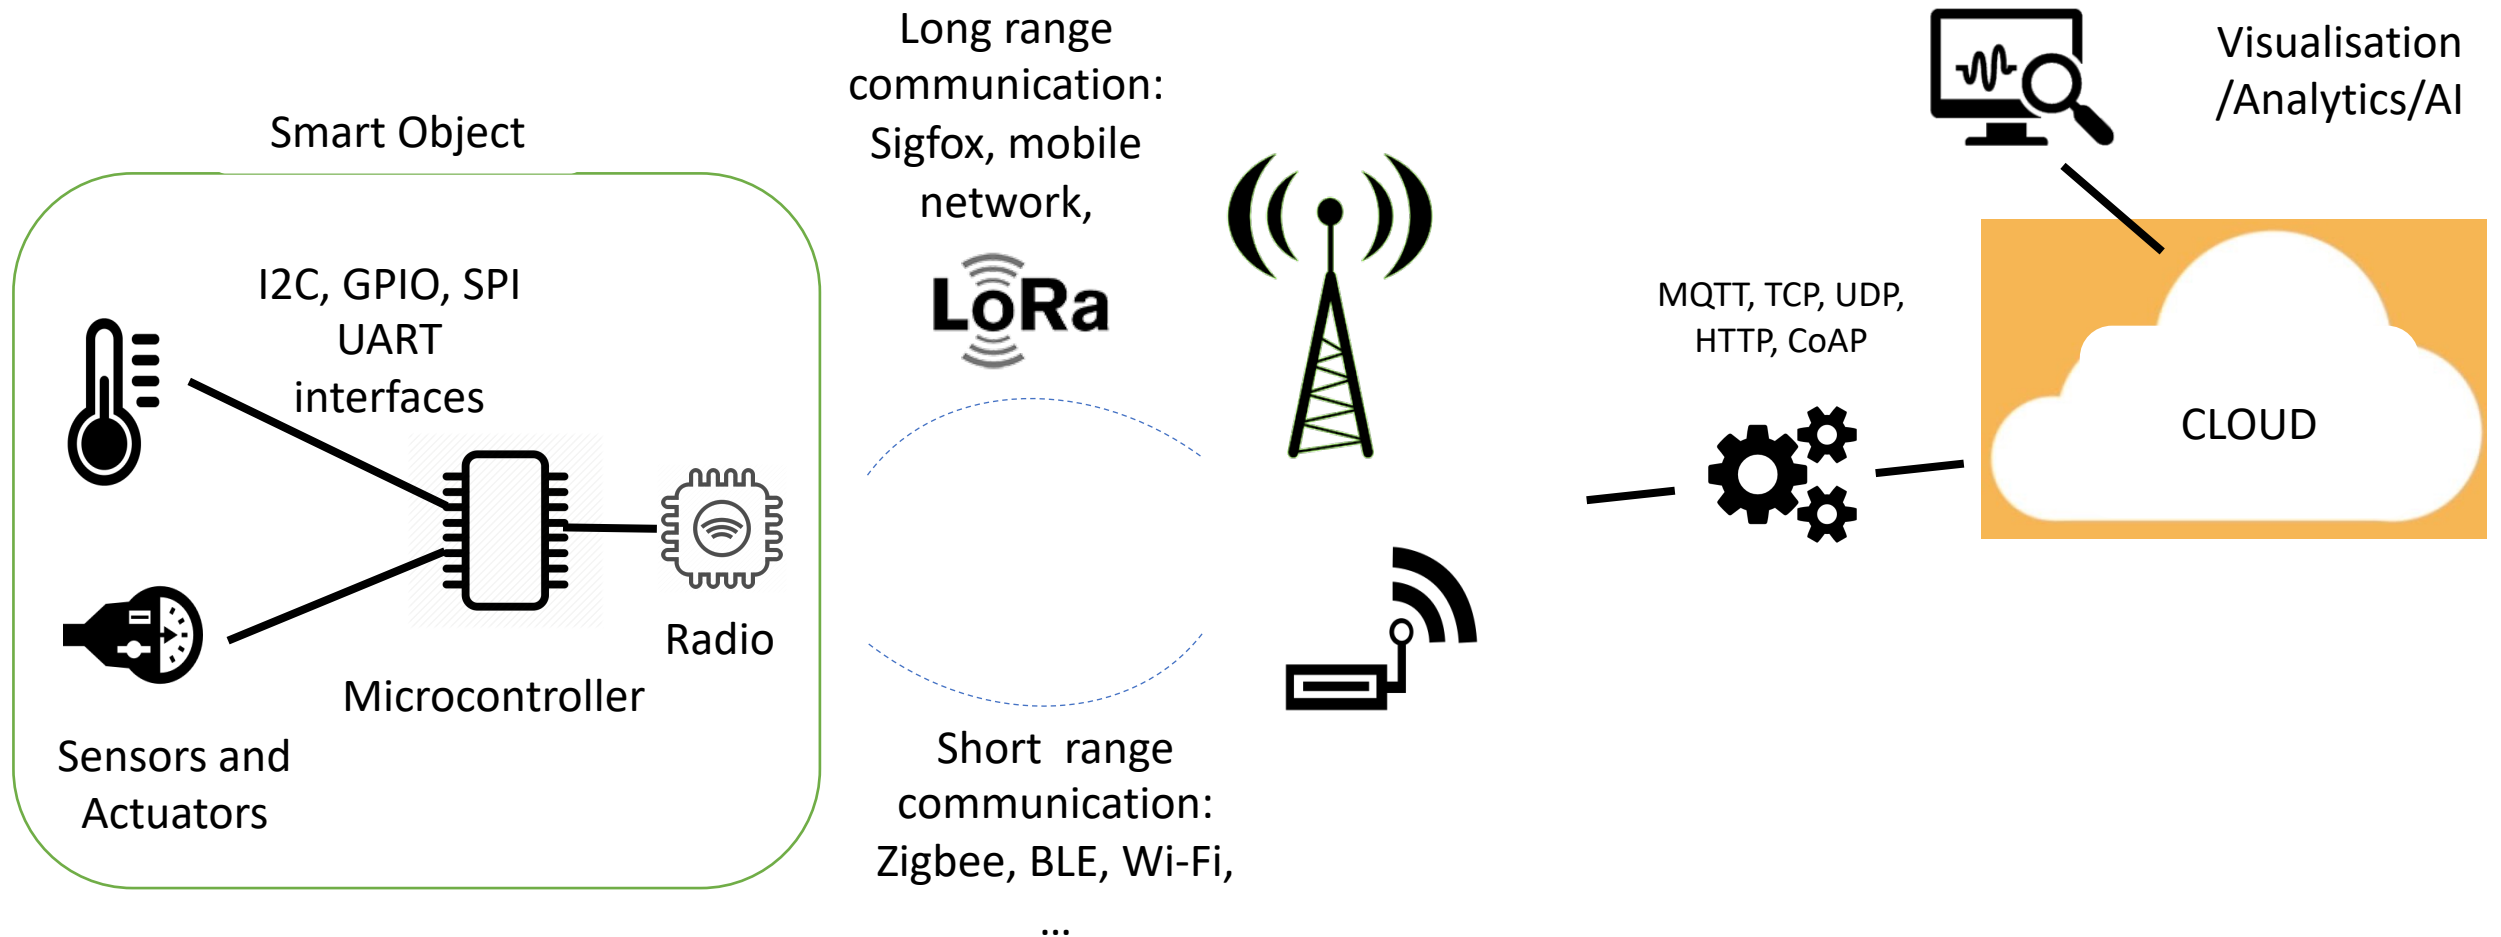 Smart Object
I2C, GPIO, SPI
UART
interfaces
Radio
Microcontroller
Sensors and
Actuators
Long range
communication:
Sigfox, mobile
network,
LoRa
Short  range
communication:
Zigbee, BLE, Wi-Fi,
...
MQTT, TCP, UDP,
HTTP, CoAP
Visualisation
/Analytics/AI
CLOUD